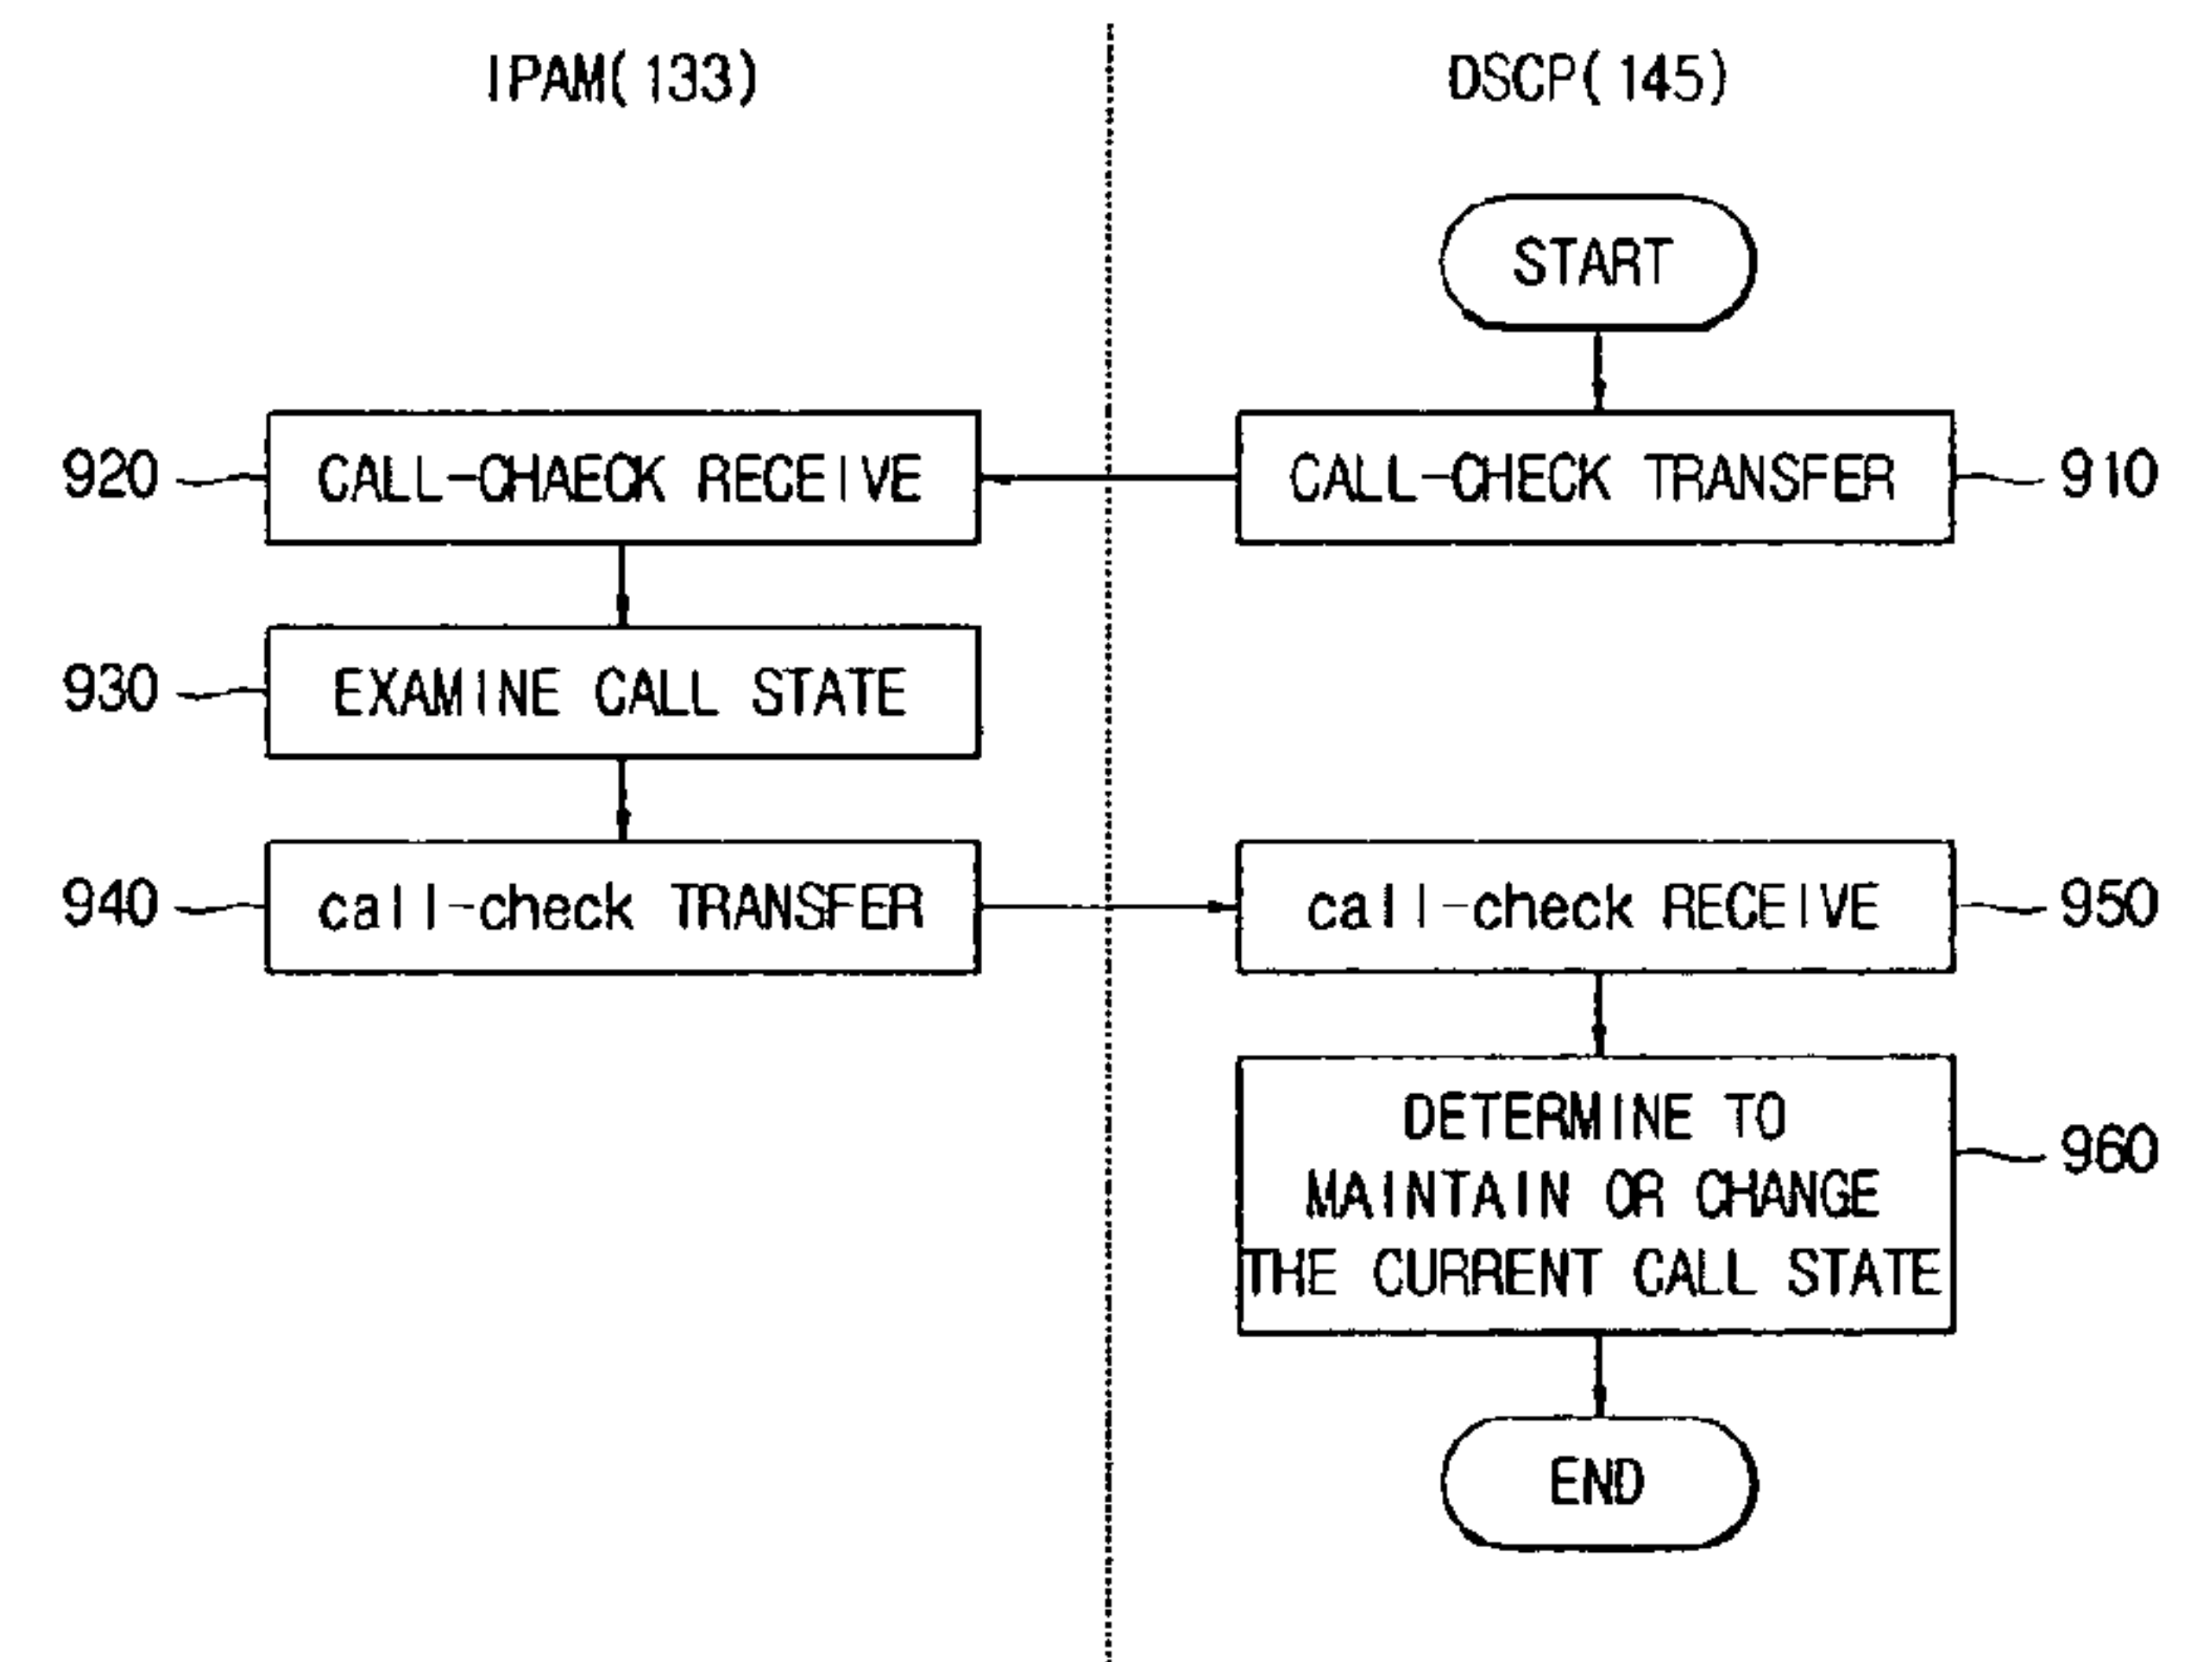 IPAM(133)
DSCP(145)
START
920
CALL-CHAECK RECEIVE
CALL-CHECK TRANSFER
910
930
EXAMINE CALL STATE
940
call-check TRANSFER
call-check RECEIVE
950
DETERMINE TO
MAINTAIN OR CHANGE
THE CURRENT CALL STATE
960
END